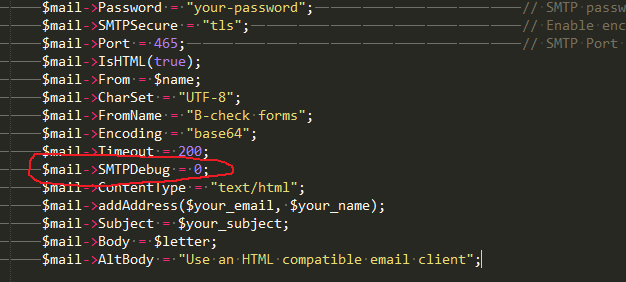 $mail->Password = "your-password"; // SMTP passw
$mail->SMTPSecure = "tls"; // Enable enc
$mail->Port = 465; // SMTP Port
$mail->IsHTML(true);
$mail->From = $name;
$mail->CharSet = "UTF-8";
$mail->FromName = "B-check forms";
$mail->Encoding = "base64";
$mail->Timeout = 200;
$mail->SMTPDebug = 0;
$mail->ContentType = "text/html";
$mail->addAddress($your_email, $your_name);
$mail->Subject = $your_subject;
$mail->Body = $letter;
$mail->AltBody = "Use an HTML compatible email client";